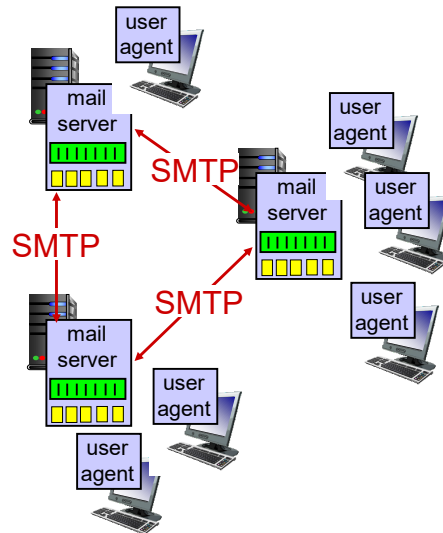 user
agent
mail
server
user
agent
SMTP
mail
server
user
agent
SMTP
SMTP
user
agent
mail
server
user
agent
user
agent